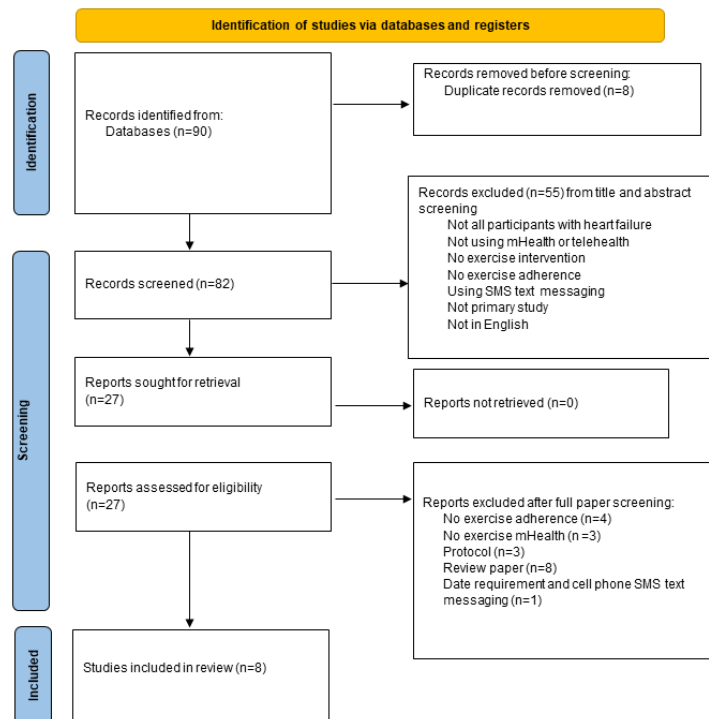 Identification of studies via databases and registers
Identification
Records identified from:
Databases (n=90)
Records removed before screening:
Duplicate records removed (n=8)
Records excluded (n=55) from title and abstract
screening
Not all participants with heart failure
Not using mHealth or telehealth
No exercise intervention
No exercise adherence
Using SMS text messaging
Not primary study
Not in English
Screening
Records screened (n=82)
Reports sought for retrieval
(n=27)
Reports not retrieved (n=0)
Reports assessed for eligibility
(n=27)
Reports excluded after full paper screening:
No exercise adherence (n=4)
No exercise mHealth (n =3)
Protocol (n=3)
Review paper (n=8)
Date requirement and cell phone SMS text
messaging (n=1)
Included
Studies included in review (n=8)